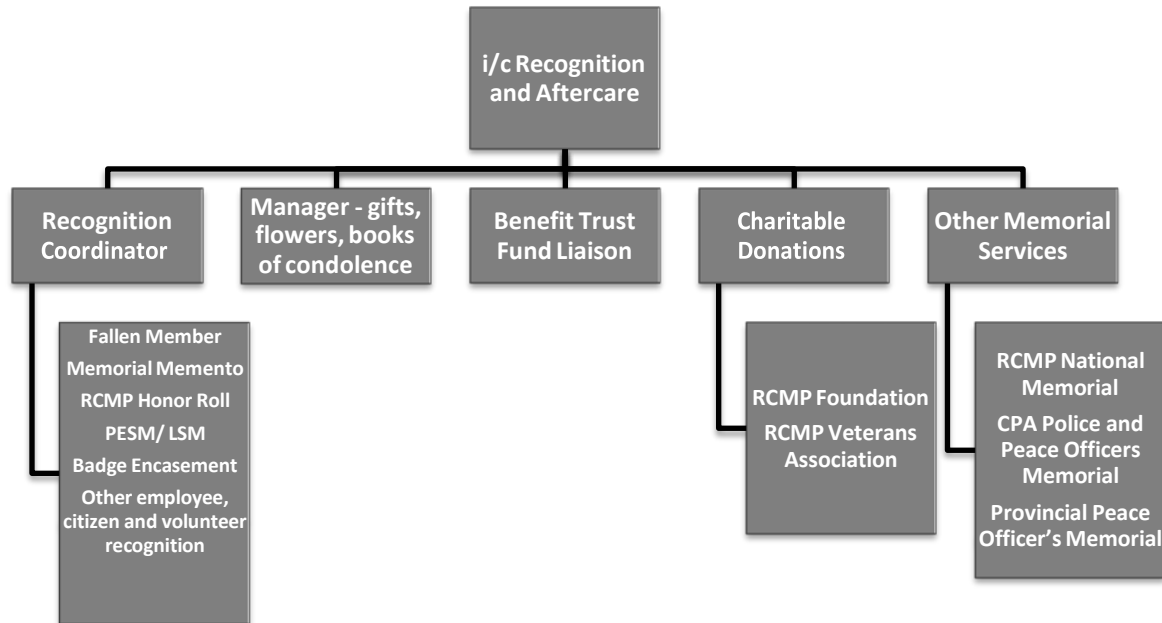 i/c Recognition
and Aftercare
Recognition
Coordinator
Manager - gifts,
flowers, books
of condolence
Benefit Trust
Fund Liaison
Charitable
Donations
Other Memorial
Services
Fallen Member
Memorial Memento
RCMP Honor Roll
PESM/ LSM
Badge Encasement
Other employee,
citizen and volunteer
recognition
RCMP Foundation
RCMP Veterans
Association
RCMP National
Memorial
CPA Police and
Peace Officers
Memorial
Provincial Peace
Officer’s Memorial